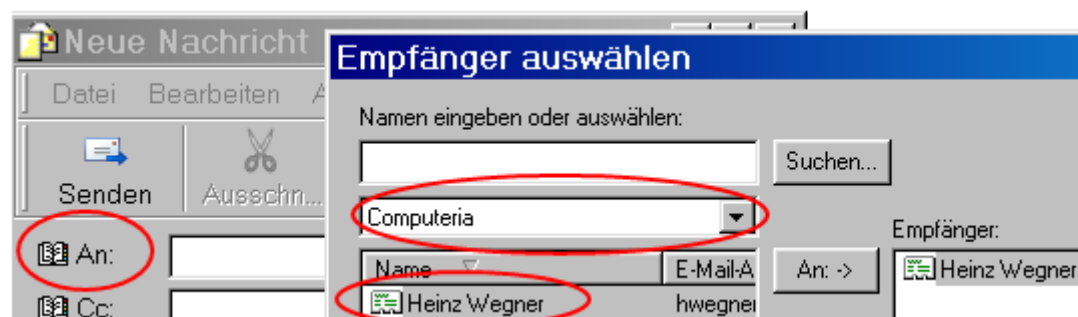 Neue Nachricht
Datei Bearbeiten
Senden Ausschn...
An:
Cc:
Empfänger auswählen
Namen eingeben oder auswählen:
Suchen...
Computeria
Empfänger:
Name E-Mail-A An: -> Heinz Wegner
Heinz Wegner hwegner